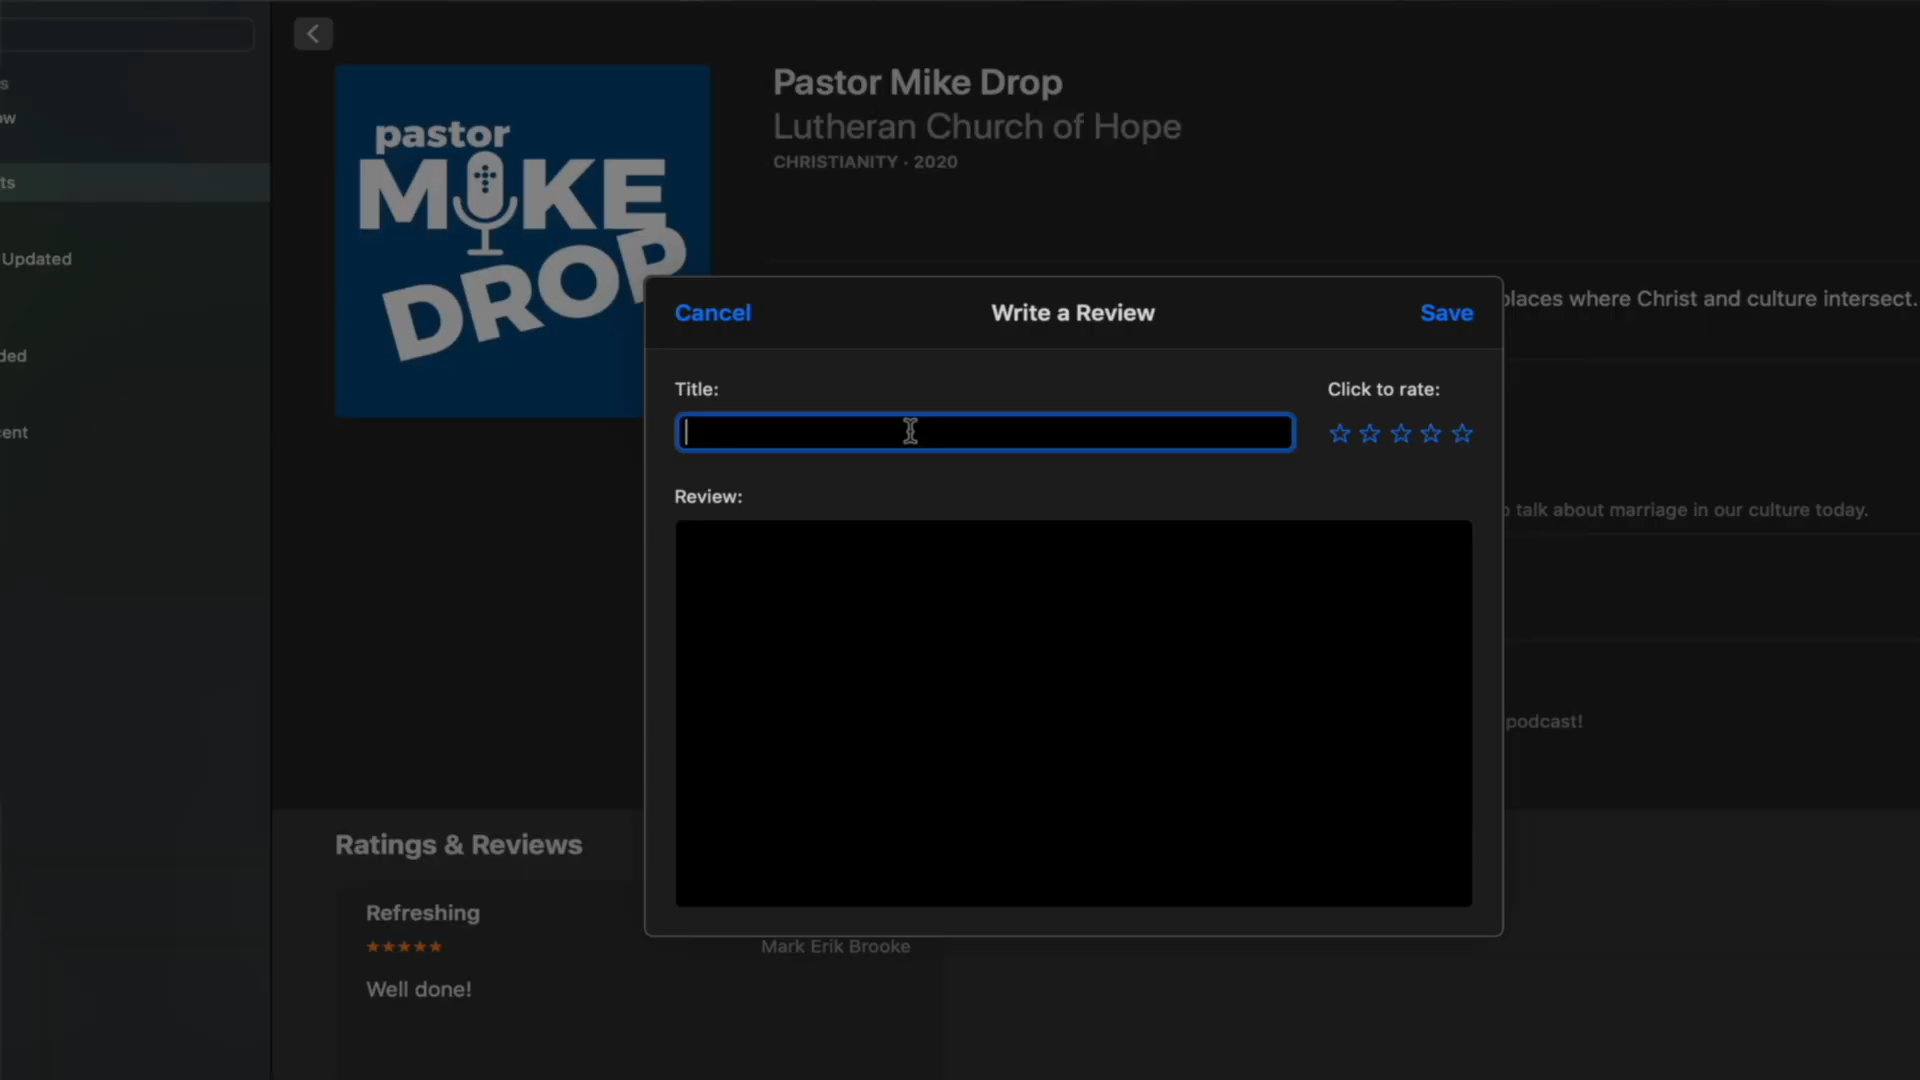 s
ow
ts
Updated
ded
cent
pastor
MIKE
DROP
Pastor Mike Drop
Lutheran Church of Hope
CHRISTIANITY · 2020
places where Christ and culture intersect.
Cancel
Write a Review
Save
Title:
Click to rate:
Review:
talk about marriage in our culture today.
podcast!
Ratings & Reviews
Refreshing
Mark Erik Brooke
Well done!